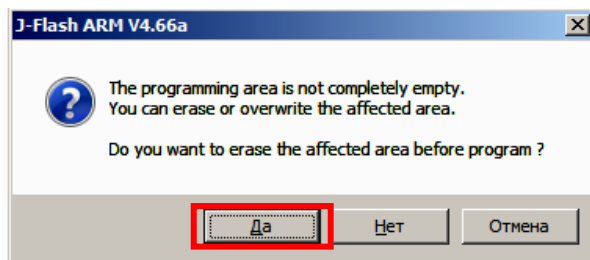 J-Flash ARM V4.66a
The programming area is not completely empty.
You can erase or overwrite the affected area.
Do you want to erase the affected area before program ?
Да
Нет
Отмена